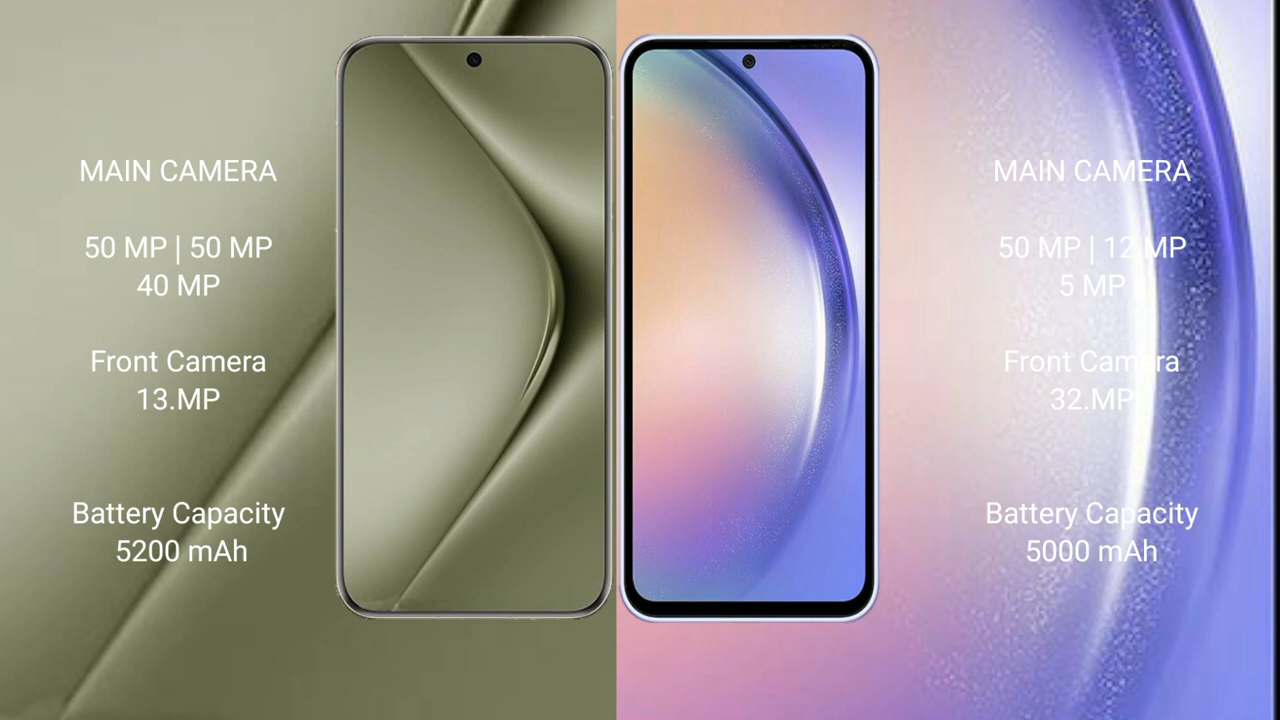 MAIN CAMERA
50 MP | 50 MP
40 MP
Front Camera
13.MP
Battery Capacity
5200 mAh
MAIN CAMERA
50 MP | 12 MP
5 MP
Front Camera
32.MP
Battery Capacity
5000 mAh